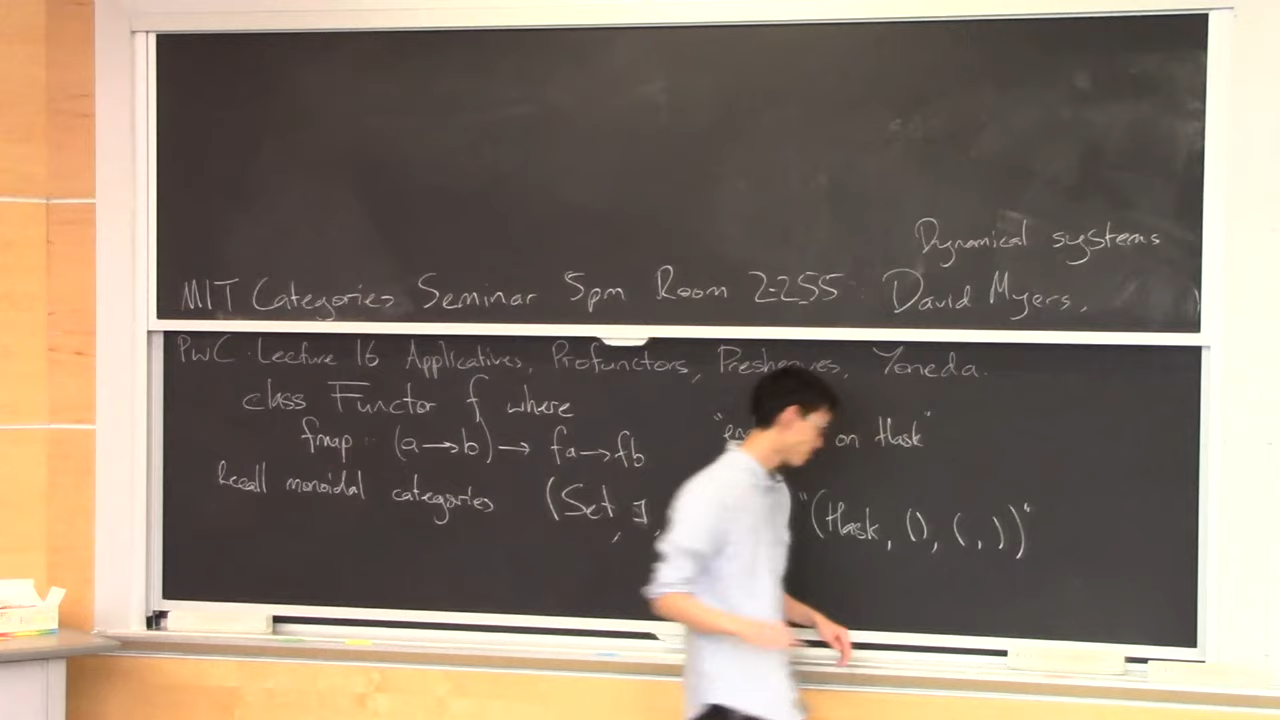 Dynamical systems
MIT Categories Seminar 5pm Room 2-255 David Myers,
PwC. Lecture 16 Applicatives, Profunctors, Presheaves, Yoneda.
class Functor f where
fmap :: (a→b)→ fa→fb " on Hask"
Recall monoidal categories (Set, 1, "(Hask, (), (,))"